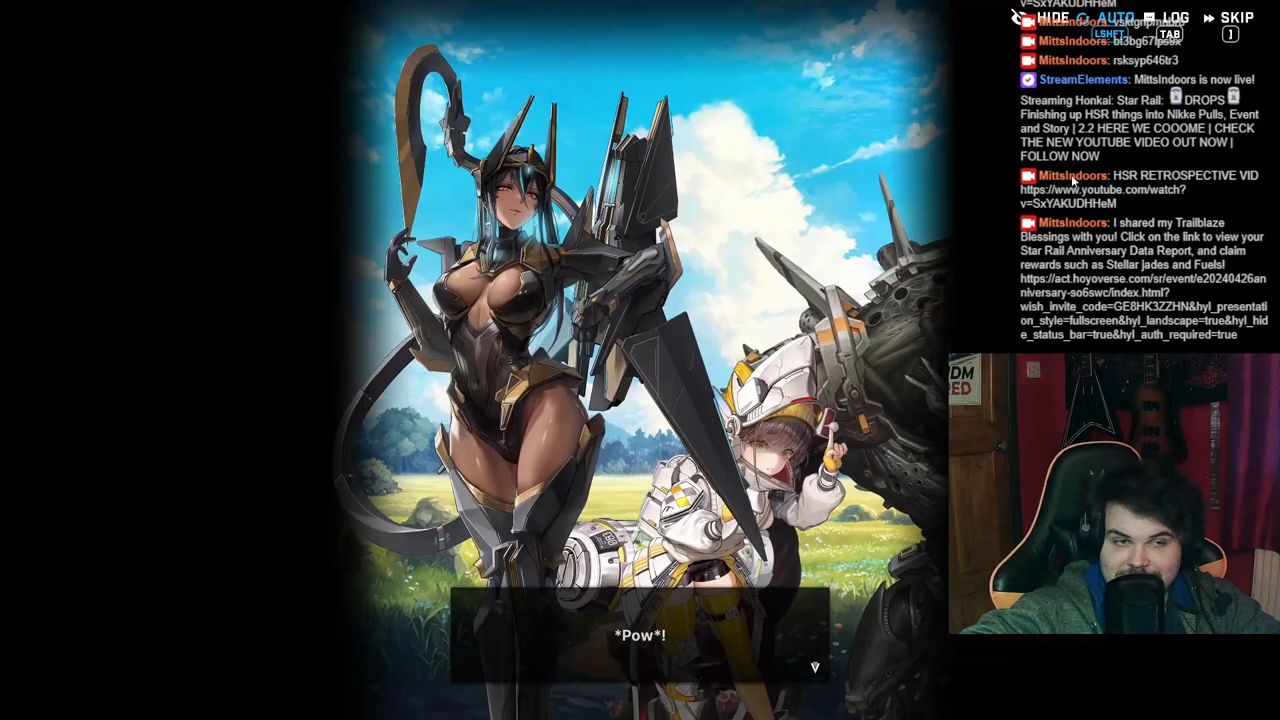 v=SxYAKUDHHeM
HIDE AUTO LOG SKIP
LSHFT TAB ]
MittsIndoors:
MittsIndoors:
MittsIndoors: rsksyp646tr3
StreamElements: MittsIndoors is now live!
Streaming Honkai: Star Rail: DROPS
Finishing up HSR things into Nikke Pulls, Event
and Story | 2.2 HERE WE COOOME | CHECK
THE NEW YOUTUBE VIDEO OUT NOW |
FOLLOW NOW
MittsIndoors: HSR RETROSPECTIVE VID
https://www.youtube.com/watch?
v=SxYAKUDHHeM
MittsIndoors: I shared my Trailblaze
Blessings with you! Click on the link to view your
Star Rail Anniversary Data Report, and claim
rewards such as Stellar jades and Fuels!
https://act.hoyoverse.com/sr/event/e20240426an
niversary-so6swc/index.html?
wish_invite_code=GE8HK3ZZHN&hyl_presentati
on_style=fullscreen&hyl_landscape=true&hyl_hid
e_status_bar=true&hyl_auth_required=true
*Pow*!